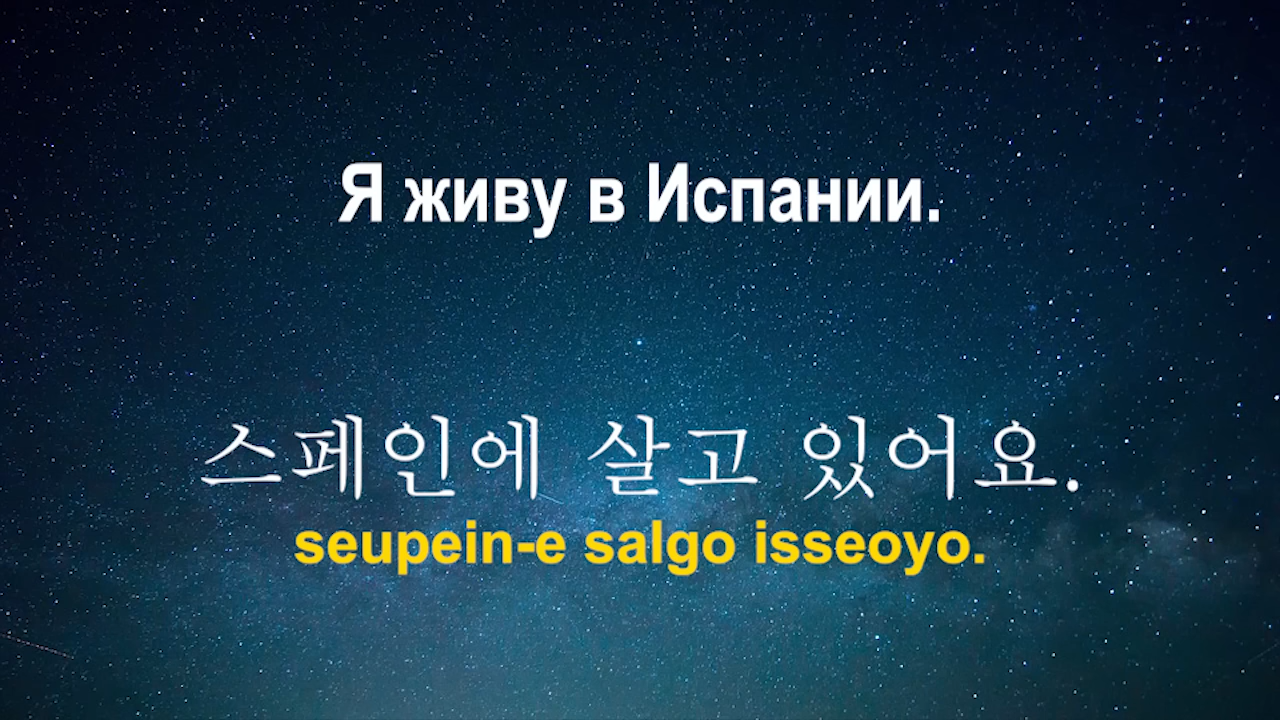 Я живу в Испании.
스페인에 살고 있어요.
seupein-e salgo isseoyo.